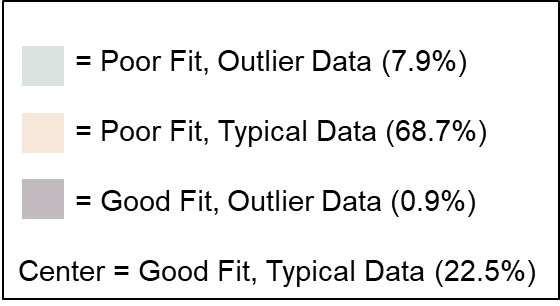 = Poor Fit, Outlier Data (7.9%)
= Poor Fit, Typical Data (68.7%)
= Good Fit, Outlier Data (0.9%)
Center = Good Fit, Typical Data (22.5%)